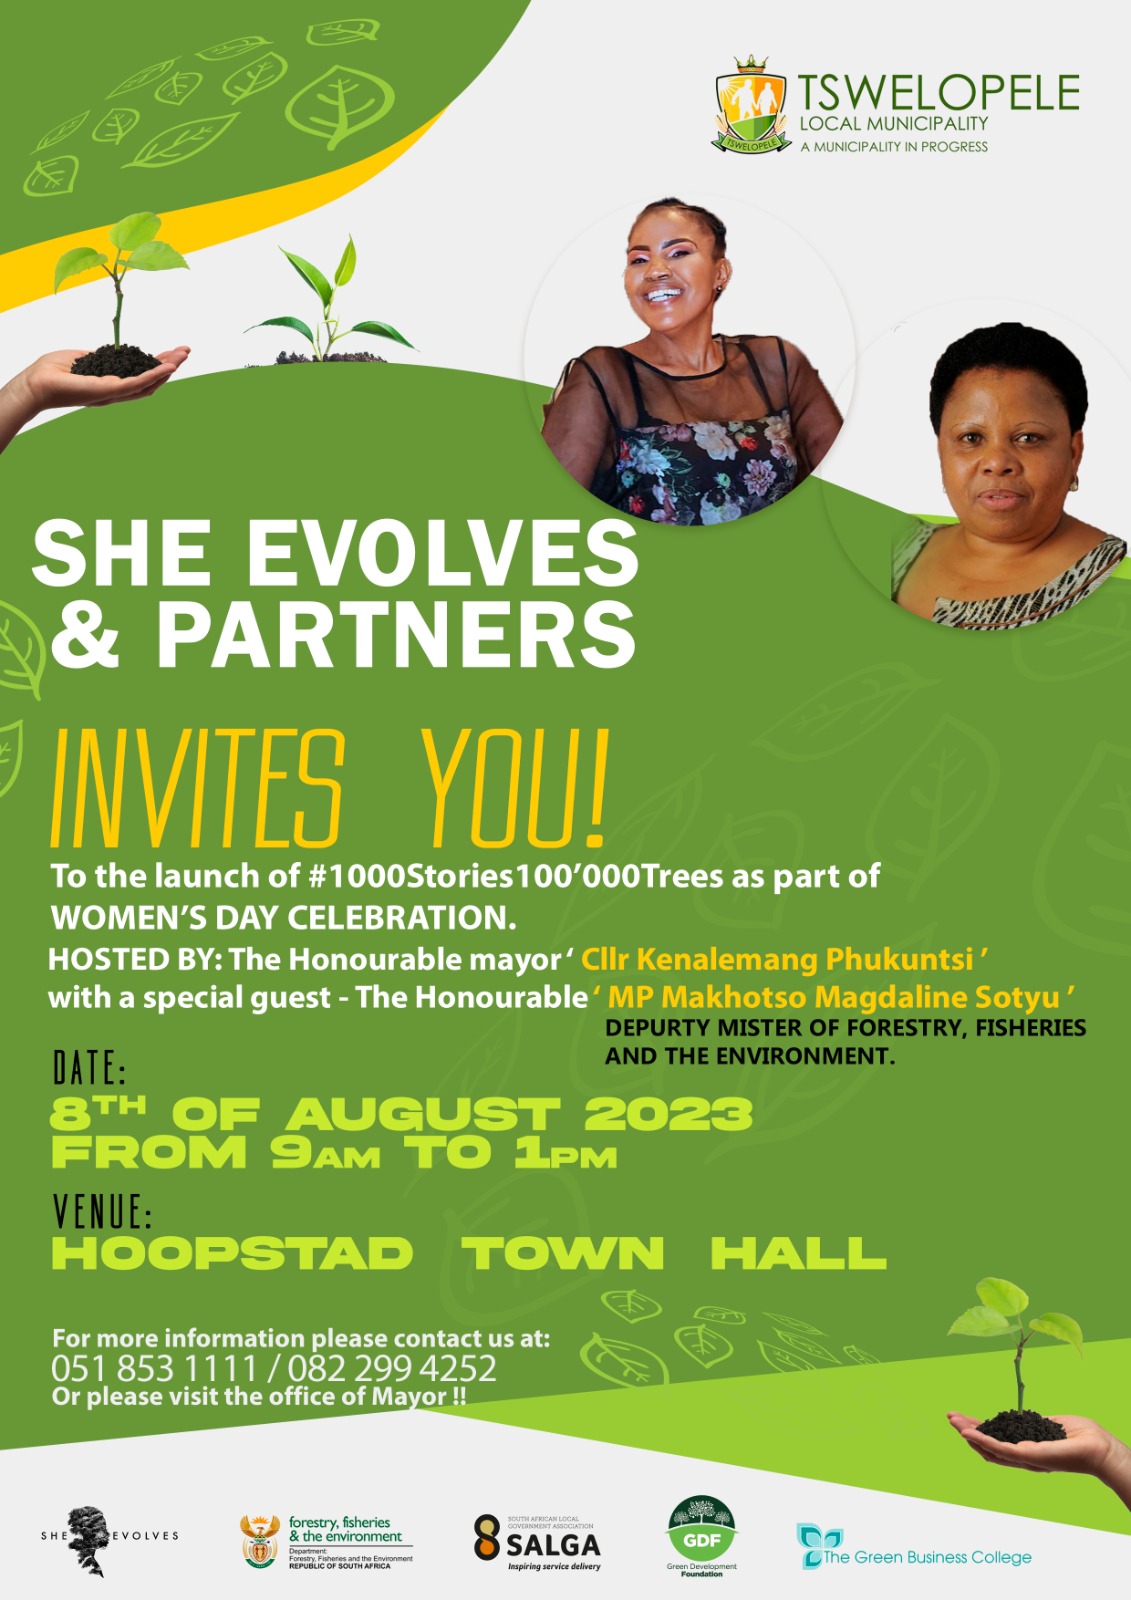 TSWELOPELE
LOCAL MUNICIPALITY
A MUNICIPALITY IN PROGRESS
TSWELOPELE
SHE EVOLVES
& PARTNERS
INVITES YOU!
To the launch of #1000Stories100’000Trees as part of
WOMEN’S DAY CELEBRATION.
HOSTED BY: The Honourable mayor ‘ Cllr Kenalemang Phukuntsi ’
with a special guest - The Honourable ‘ MP Makhotso Magdaline Sotyu ’
DEPURTY MISTER OF FORESTRY, FISHERIES
AND THE ENVIRONMENT.
DATE:
8TH OF AUGUST 2023
FROM 9AM TO 1PM
VENUE:
HOOPSTAD TOWN HALL
For more information please contact us at:
051 853 1111 / 082 299 4252
Or please visit the office of Mayor !!
SHE EVOLVES
forestry, fisheries
& the environment
Department:
Forestry, Fisheries and the Environment
REPUBLIC OF SOUTH AFRICA
SOUTH AFRICAN LOCAL
GOVERNMENT ASSOCIATION
SALGA
Inspiring service delivery
GDF
Green Development
Foundation
The Green Business College